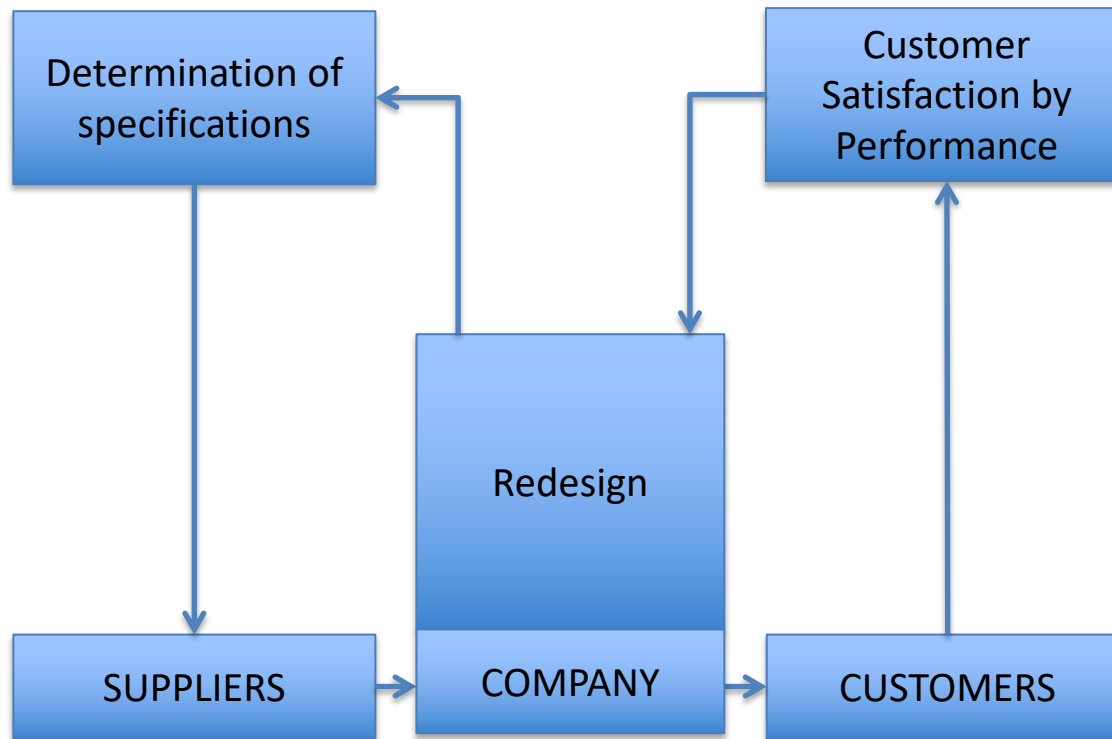 Determination of
specifications
Customer
Satisfaction by
Performance
Redesign
SUPPLIERS
COMPANY
CUSTOMERS